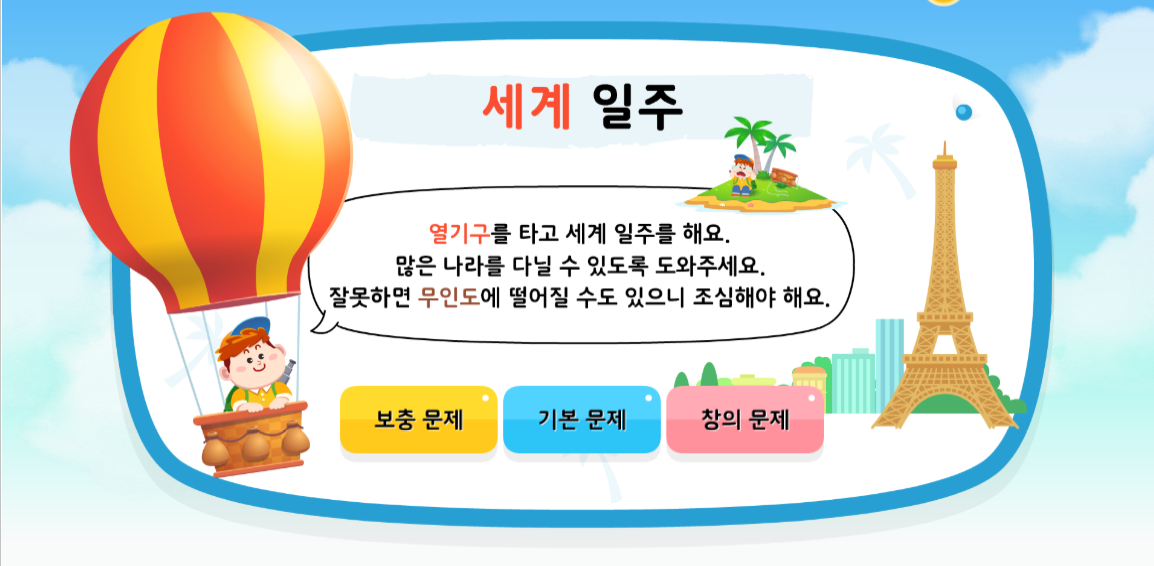 세계 일주
열기구를 타고 세계 일주를 해요.
많은 나라를 다닐 수 있도록 도와주세요.
잘못하면 무인도에 떨어질 수도 있으니 조심해야 해요.
보충 문제
기본 문제
창의 문제